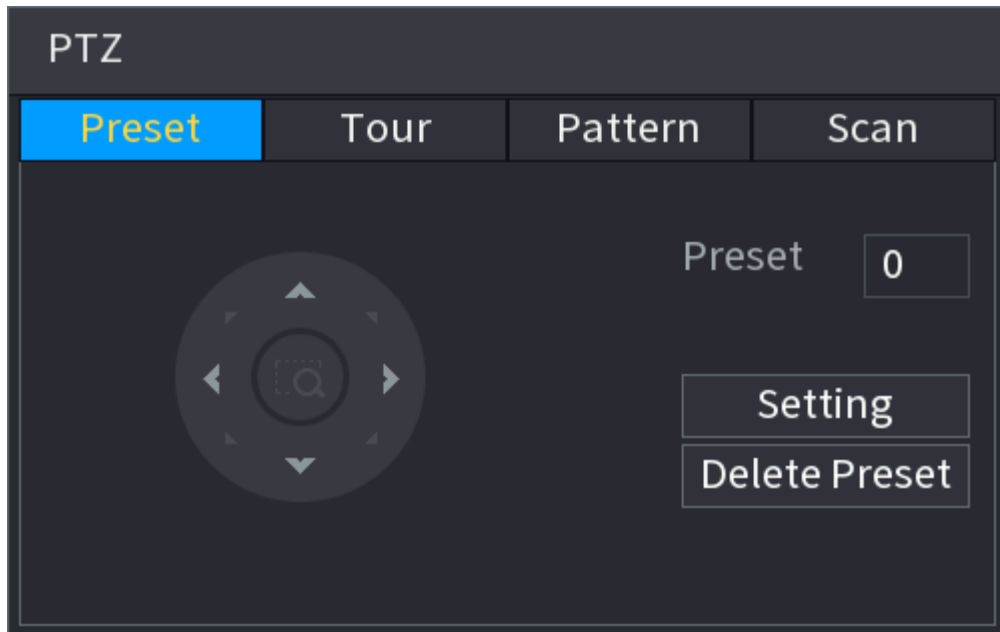 PTZ
Preset Tour Pattern Scan
Preset 0
Setting
Delete Preset